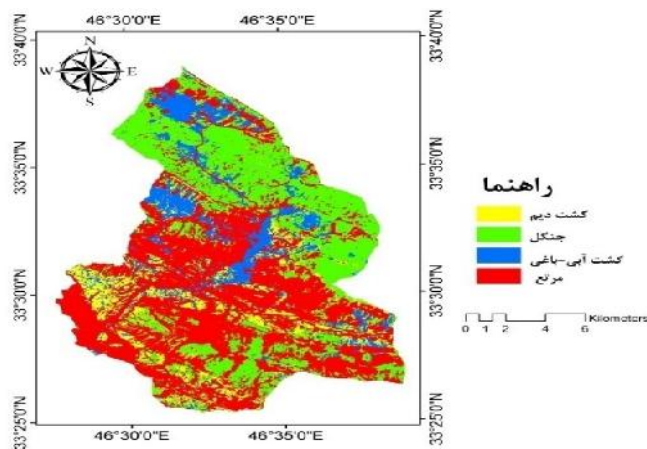 46°30'0"E 46°35'0"E
33°40'0"N 33°40'0"N
N
W E
S
33°35'0"N 33°35'0"N
راهنما
کشت دیم
جنگل
کشت آبی-باغی
مرتع
33°30'0"N 33°30'0"N
Kilometers
0 1 2 4 6
33°25'0"N 33°25'0"N
46°30'0"E 46°35'0"E